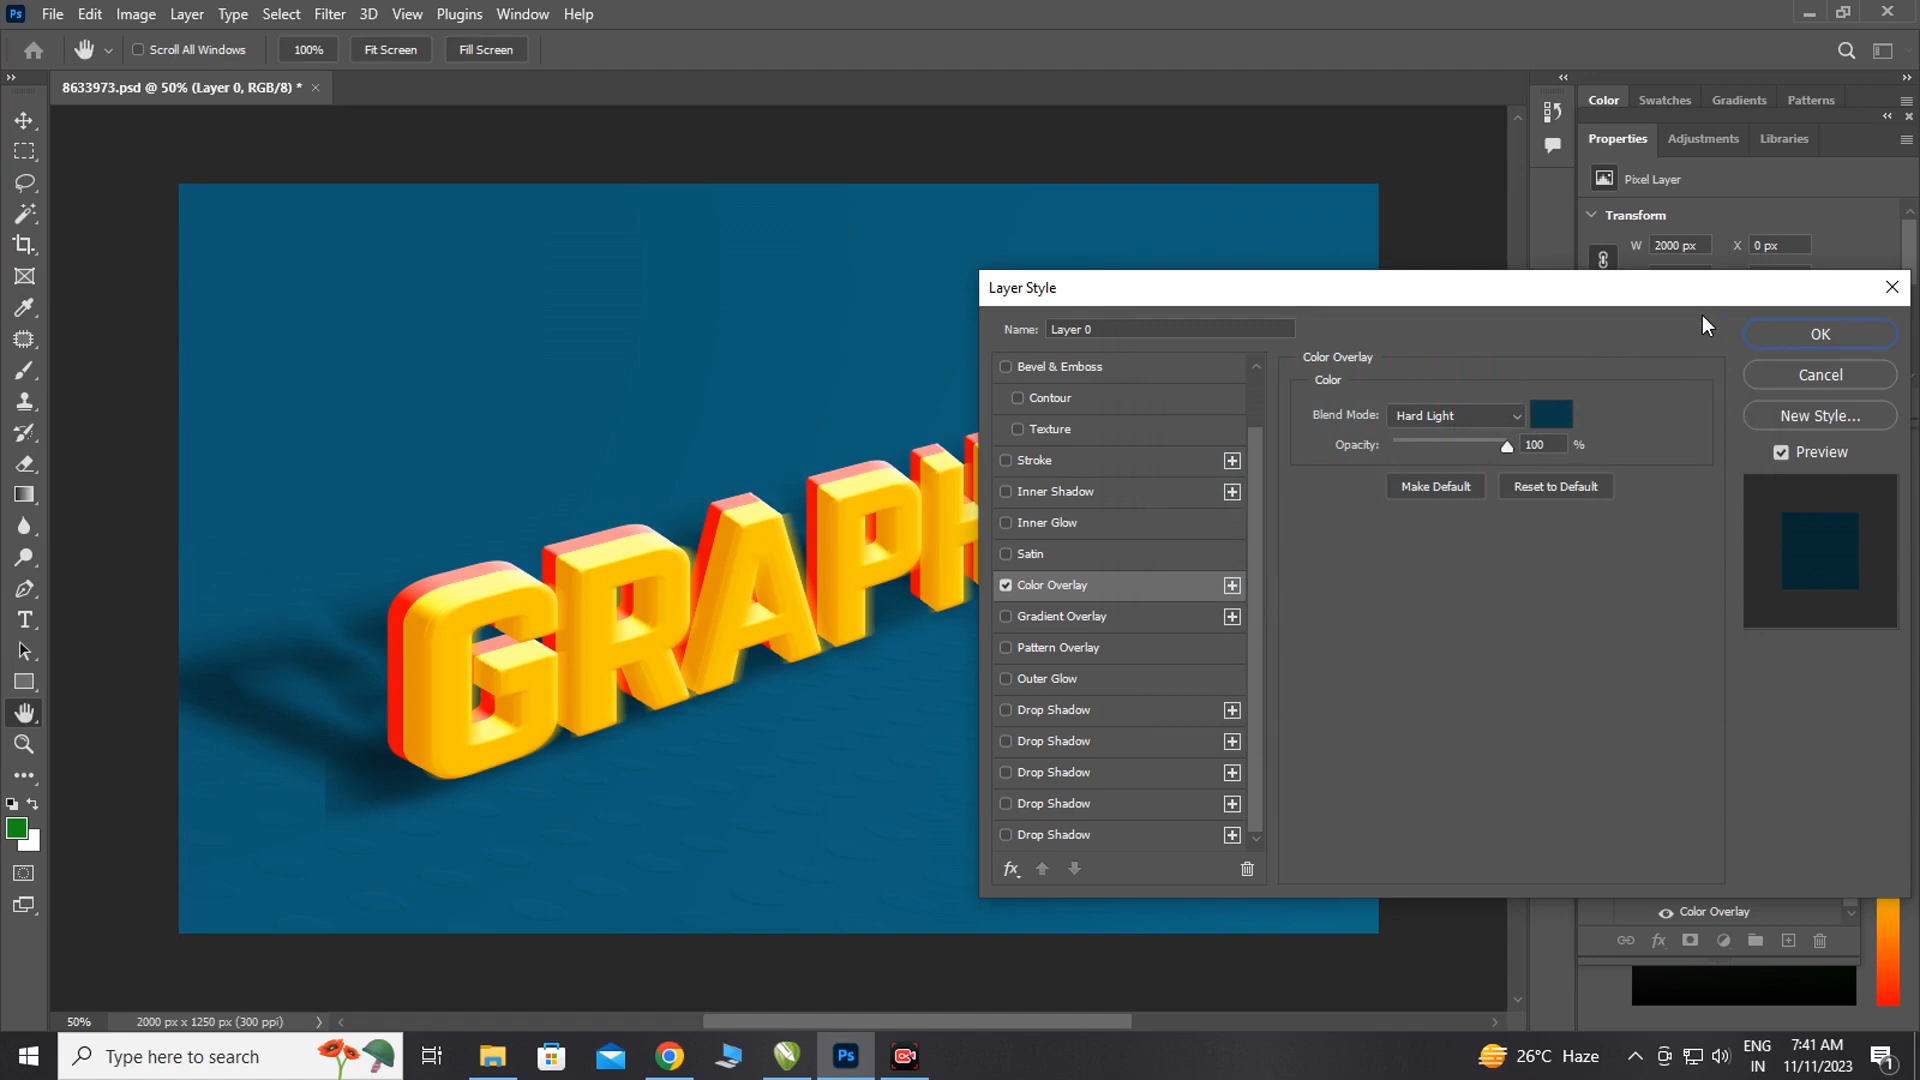 Ps File Edit Image Layer Type Select Filter 3D View Plugins Window Help
Scroll All Windows 100% Fit Screen Fill Screen
8633973.psd @ 50% (Layer 0, RGB/8) * ×
Color Swatches Gradients Patterns
Properties Adjustments Libraries
Pixel Layer
Transform
W 2000 px X 0 px
Layer Style
Name: Layer 0
OK
Cancel
New Style...
Preview
Bevel & Emboss
Contour
Texture
Stroke
Inner Shadow
Inner Glow
Satin
Color Overlay
Gradient Overlay
Pattern Overlay
Outer Glow
Drop Shadow
Drop Shadow
Drop Shadow
Drop Shadow
Drop Shadow
fx
Color Overlay
Color
Blend Mode: Hard Light
Opacity: 100 %
Make Default Reset to Default
GRAPH
T
Color Overlay
fx
50% 2000 px x 1250 px (300 ppi)
Type here to search
Ps
26°C Haze
ENG
IN
7:41 AM
11/11/2023
1